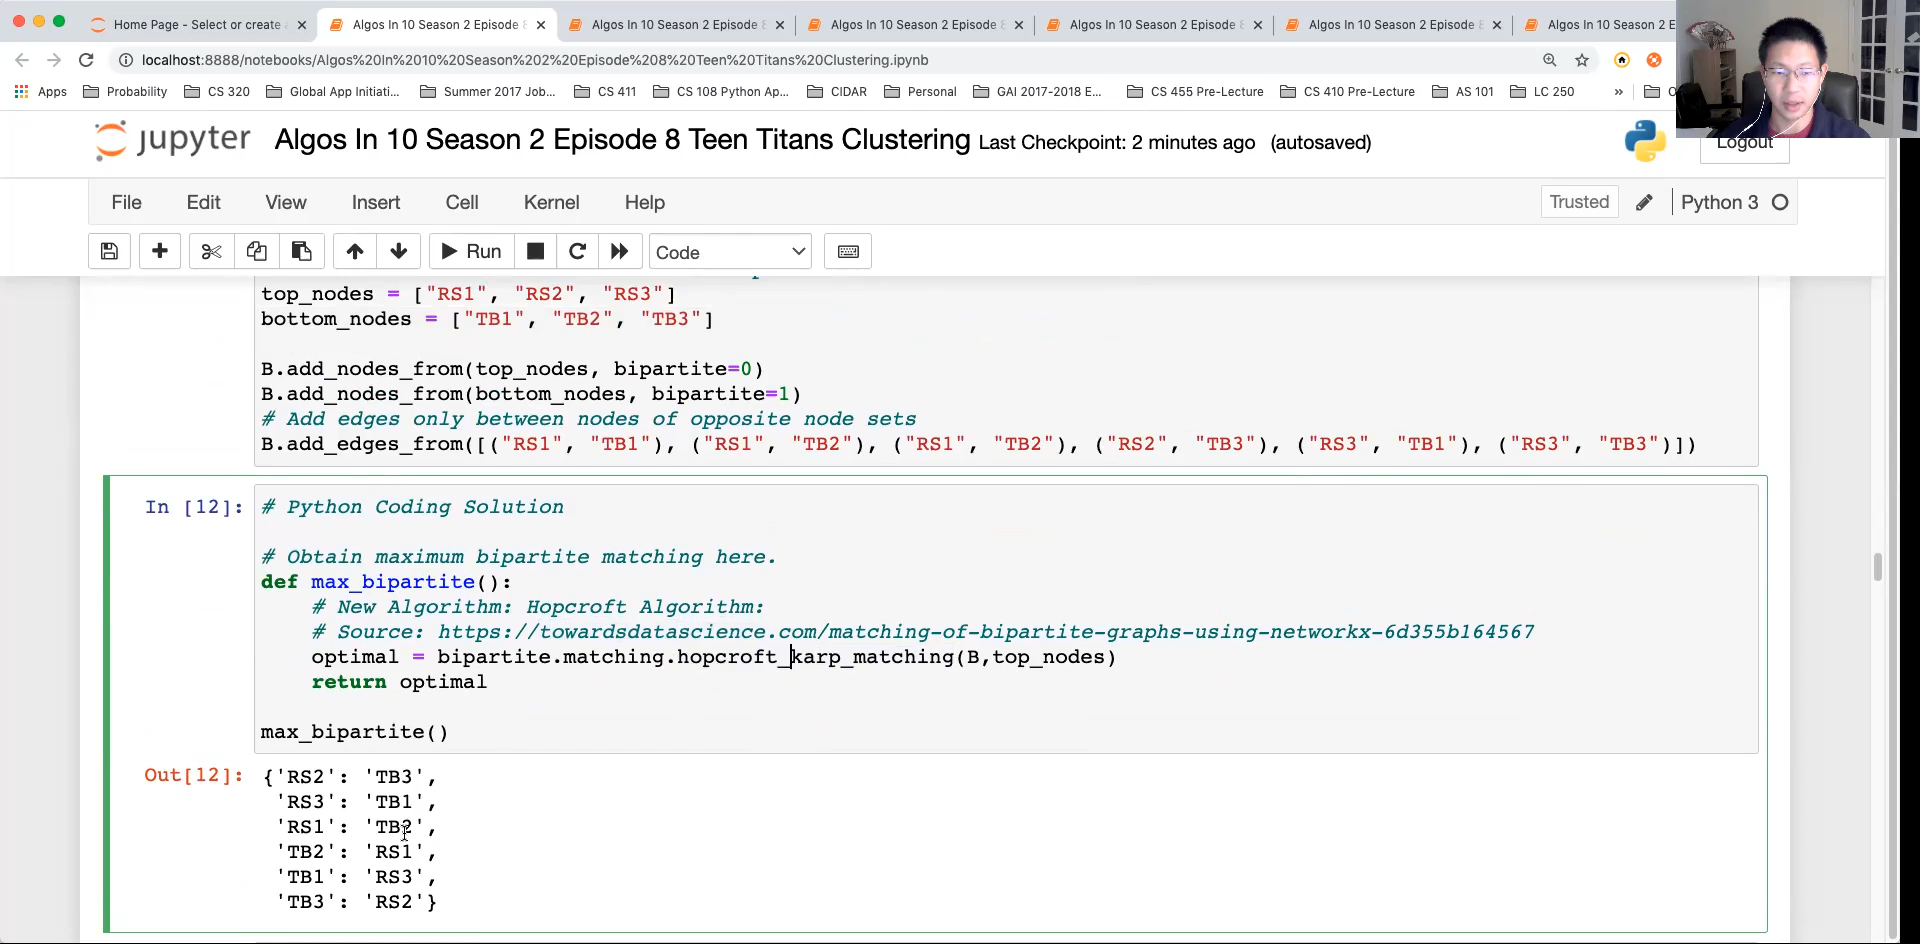 Home Page - Select or create
Algos In 10 Season 2 Episode 8
Algos In 10 Season 2 Episode 8
Algos In 10 Season 2 Episode 8
Algos In 10 Season 2 Episode 8
Algos In 10 Season 2 Episode 8
Algos In 10 Season 2 E
localhost:8888/notebooks/Algos%20In%2010%20Season%202%20Episode%208%20Teen%20Titans%20Clustering.ipynb
Apps Probability CS 320 Global App Initiati... Summer 2017 Job... CS 411 CS 108 Python Ap... CIDAR Personal GAI 2017-2018 E... CS 455 Pre-Lecture CS 410 Pre-Lecture AS 101 LC 250 »
jupyter Algos In 10 Season 2 Episode 8 Teen Titans Clustering Last Checkpoint: 2 minutes ago (autosaved)
Logout
File Edit View Insert Cell Kernel Help Trusted Python 3
Run Code
top_nodes = ["RS1", "RS2", "RS3"]
bottom_nodes = ["TB1", "TB2", "TB3"]
B.add_nodes_from(top_nodes, bipartite=0)
B.add_nodes_from(bottom_nodes, bipartite=1)
# Add edges only between nodes of opposite node sets
B.add_edges_from([("RS1", "TB1"), ("RS1", "TB2"), ("RS1", "TB2"), ("RS2", "TB3"), ("RS3", "TB1"), ("RS3", "TB3")])
In [12]: # Python Coding Solution
# Obtain maximum bipartite matching here.
def max_bipartite():
# New Algorithm: Hopcroft Algorithm:
# Source: https://towardsdatascience.com/matching-of-bipartite-graphs-using-networkx-6d355b164567
optimal = bipartite.matching.hopcroft_karp_matching(B,top_nodes)
return optimal
max_bipartite()
Out[12]: {'RS2': 'TB3',
'RS3': 'TB1',
'RS1': 'TB2',
'TB2': 'RS1',
'TB1': 'RS3',
'TB3': 'RS2'}